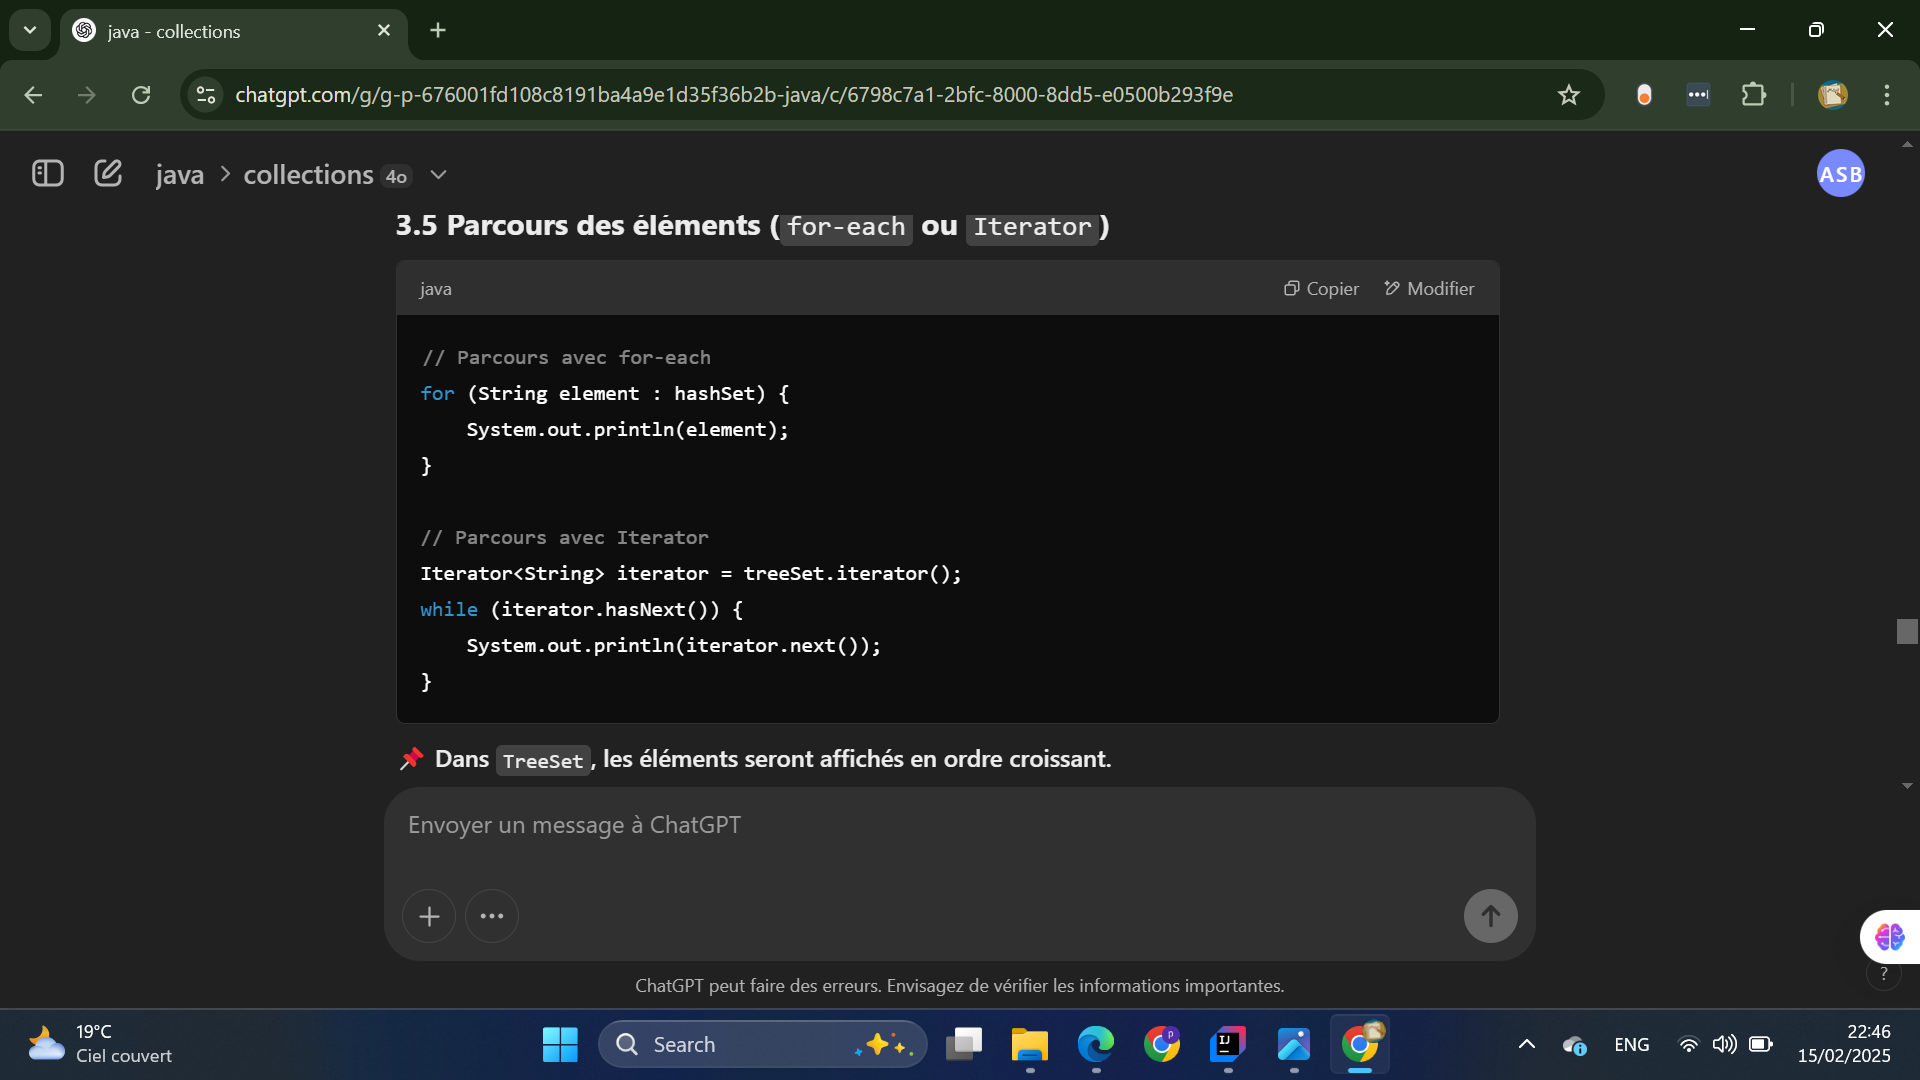 java - collections
chatgpt.com/g/g-p-676001fd108c8191ba4a9e1d35f36b2b-java/c/6798c7a1-2bfc-8000-8dd5-e0500b293f9e
java > collections 4o
ASB
3.5 Parcours des éléments (for-each ou Iterator)
java
Copier
Modifier
// Parcours avec for-each
for (String element : hashSet) {
    System.out.println(element);
}
// Parcours avec Iterator
Iterator<String> iterator = treeSet.iterator();
while (iterator.hasNext()) {
    System.out.println(iterator.next());
}
📌 Dans TreeSet, les éléments seront affichés en ordre croissant.
Envoyer un message à ChatGPT
ChatGPT peut faire des erreurs. Envisagez de vérifier les informations importantes.
?
19°C
Ciel couvert
Search
ENG
22:46
15/02/2025